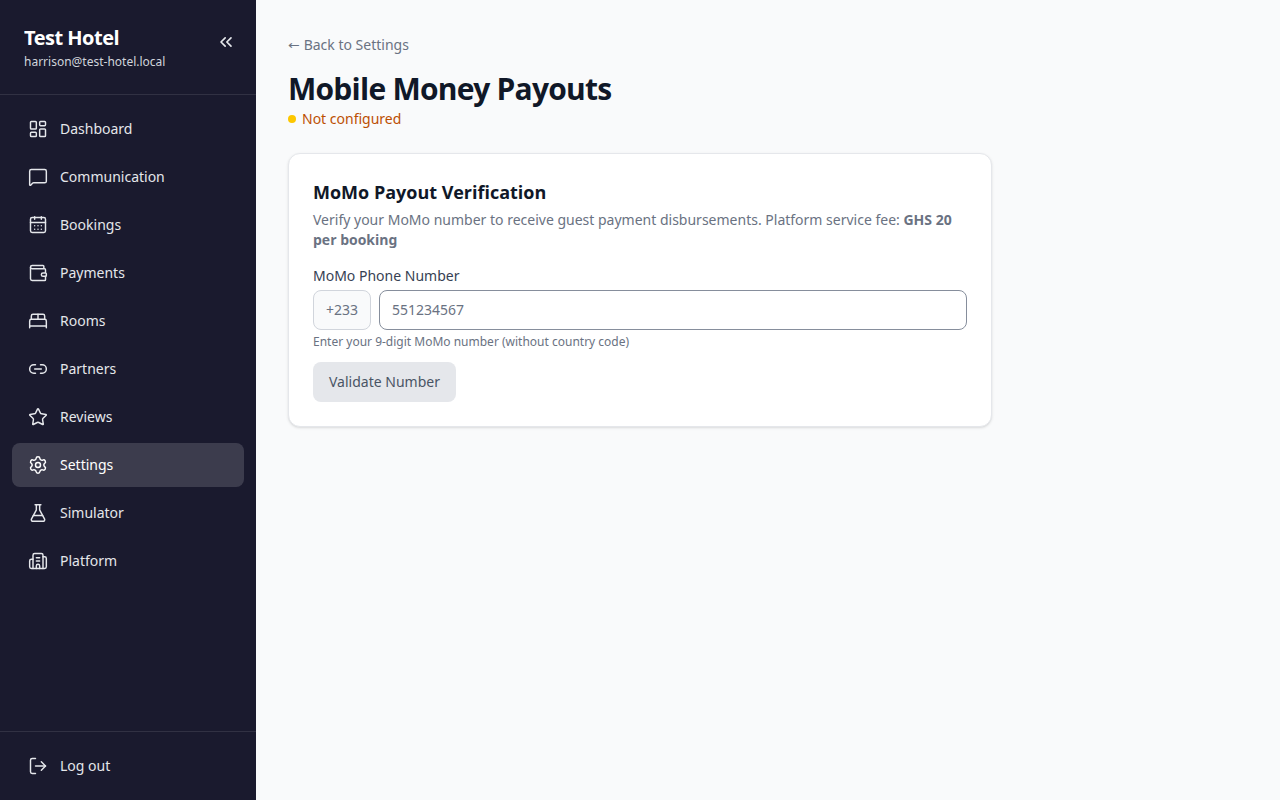 Test Hotel
harrison@test-hotel.local
Dashboard
Communication
Bookings
Payments
Rooms
Partners
Reviews
Settings
Simulator
Platform
Log out
← Back to Settings
Mobile Money Payouts
Not configured
MoMo Payout Verification
Verify your MoMo number to receive guest payment disbursements. Platform service fee: GHS 20
per booking
MoMo Phone Number
+233
551234567
Enter your 9-digit MoMo number (without country code)
Validate Number